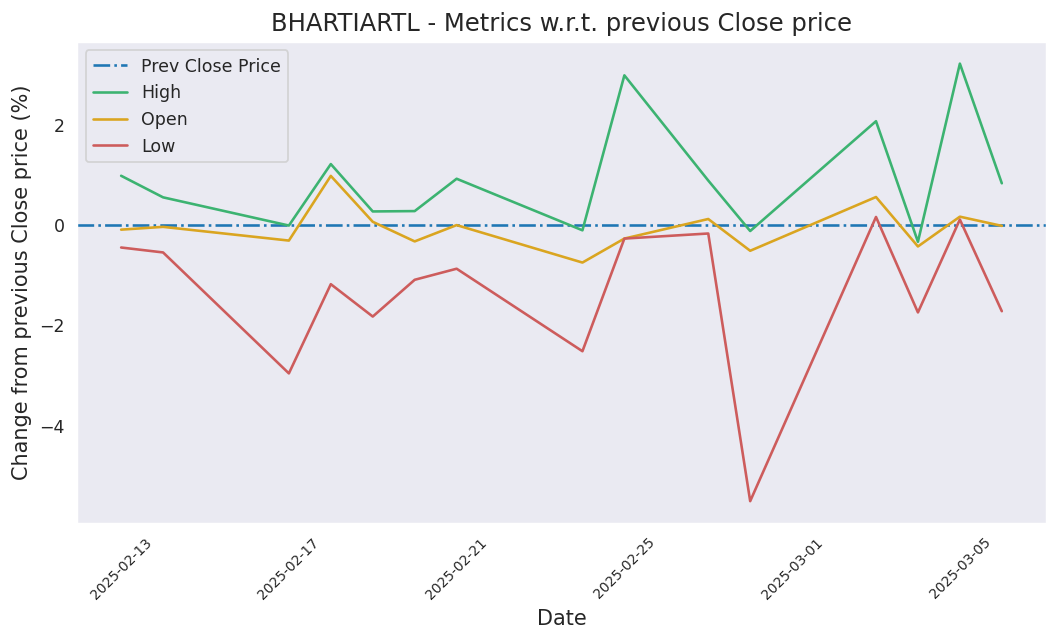 BHARTIARTL - Metrics w.r.t. previous Close price
Prev Close Price
High
Open
Low
Change from previous Close price (%)
2
0
−2
−4
2025-02-13
2025-02-17
2025-02-21
2025-02-25
2025-03-01
2025-03-05
Date